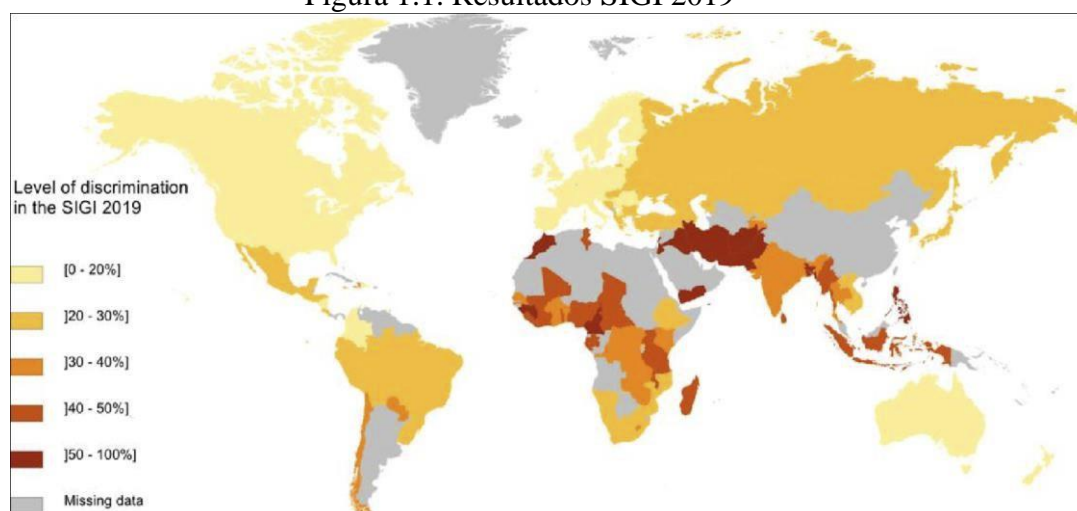 Figura 1.1. Resultados SIGI 2019
Level of discrimination
in the SIGI 2019
[0 - 20%]
]20 - 30%]
]30 - 40%]
]40 - 50%]
]50 - 100%]
Missing data